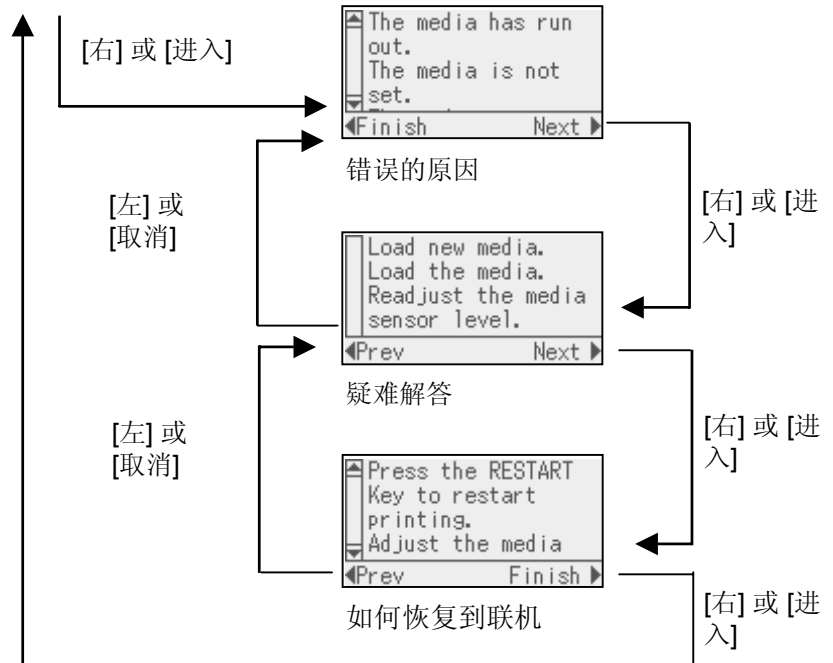 [右] 或 [进入]
The media has run
out.
The media is not
set.
Finish Next
错误的原因
[左] 或
[取消]
[右] 或 [进
入]
Load new media.
Load the media.
Readjust the media
sensor level.
Prev Next
疑难解答
[左] 或
[取消]
[右] 或 [进
入]
Press the RESTART
Key to restart
printing.
Adjust the media
Prev Finish
如何恢复到联机
[右] 或 [进
入]